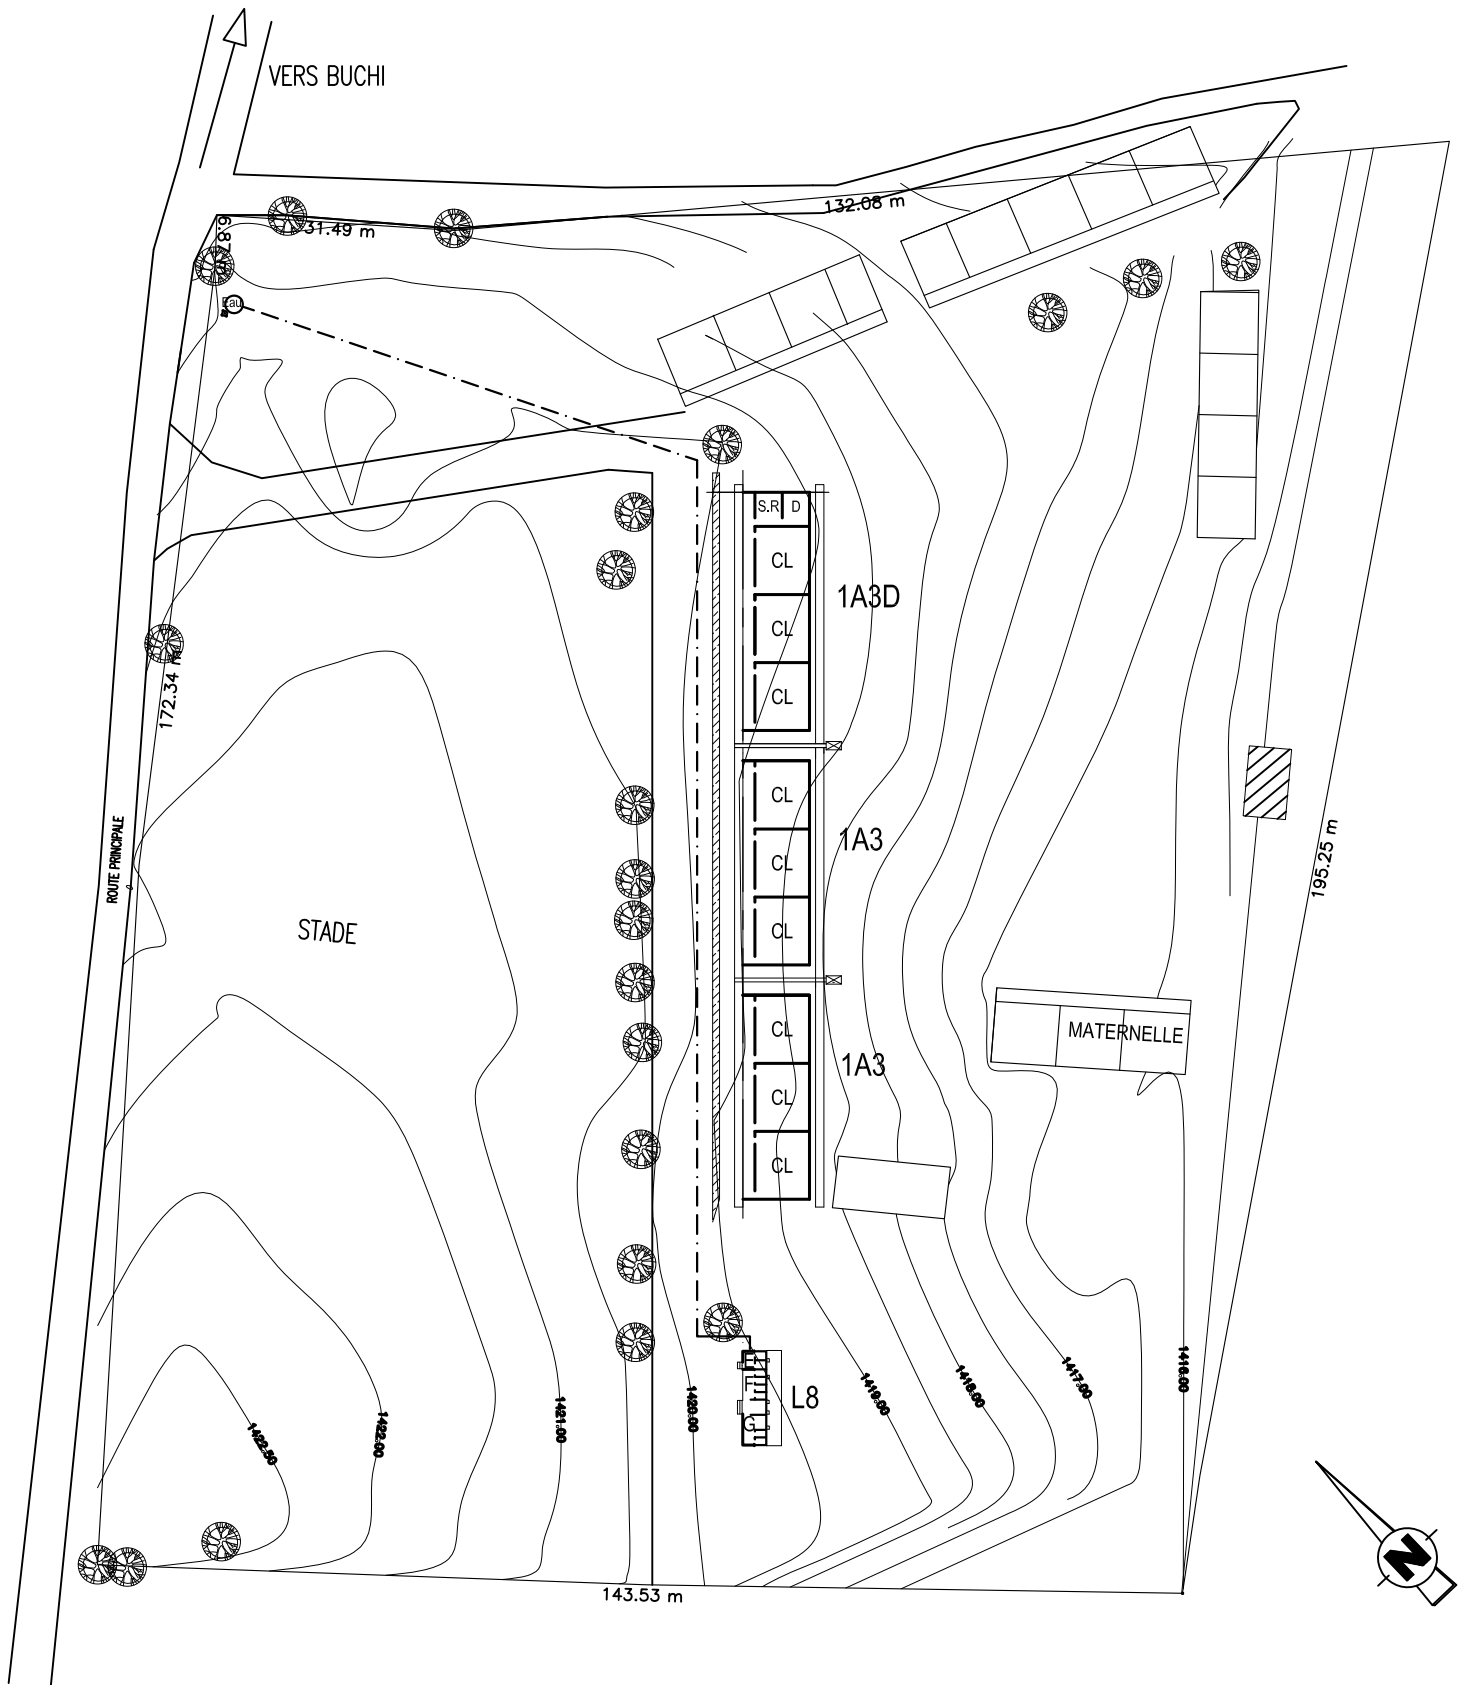 VERS BUCHI
132.08 m
31.49 m
6.87
Eau
S.R D
CL
1A3D
CL
CL
172.34 m
CL
ROUTE PRINCIPALE
1A3
CL
195.25 m
STADE
CL
CL
MATERNELLE
1A3
CL
CL
E
F
G
L8
1416.00
1417.00
1418.00
1419.00
1420.00
1421.00
1422.00
1422.50
N
143.53 m